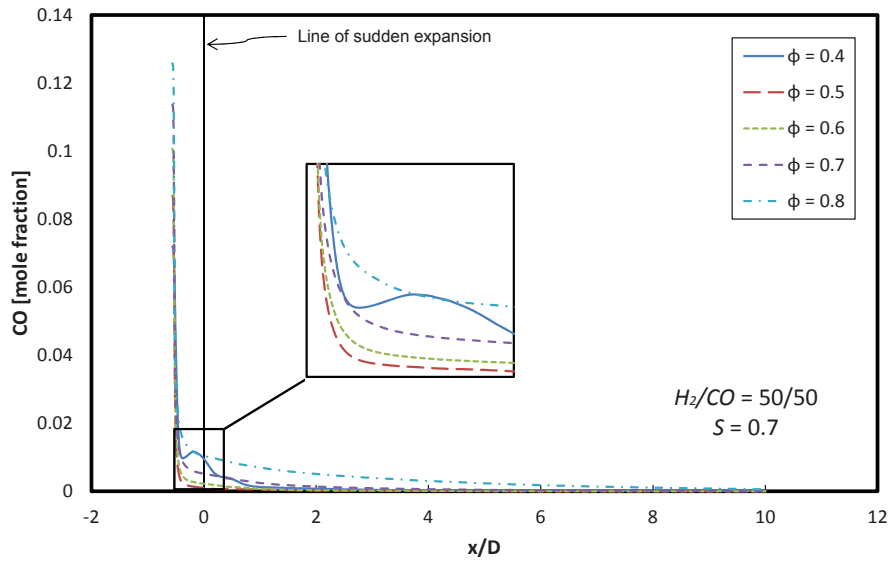 0.14
0.12
0.1
0.08
0.06
0.04
0.02
0
CO [mole fraction]
Line of sudden expansion
ϕ = 0.4
ϕ = 0.5
ϕ = 0.6
ϕ = 0.7
ϕ = 0.8
H₂/CO = 50/50
S = 0.7
-2 0 2 4 6 8 10 12
x/D